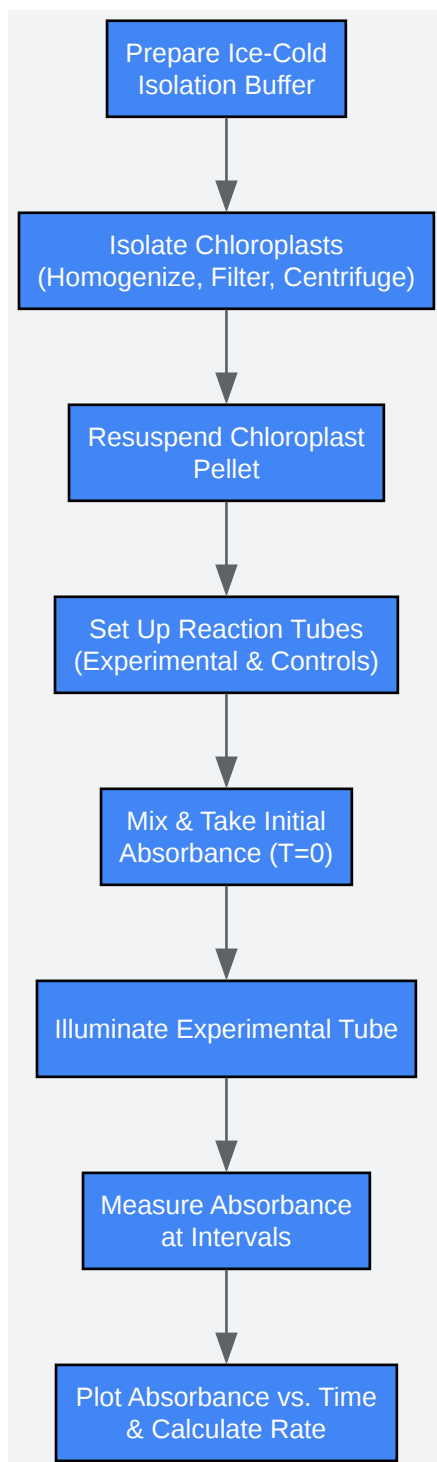 Prepare Ice-Cold
Isolation Buffer
Isolate Chloroplasts
(Homogenize, Filter, Centrifuge)
Resuspend Chloroplast
Pellet
Set Up Reaction Tubes
(Experimental & Controls)
Mix & Take Initial
Absorbance (T=0)
Illuminate Experimental Tube
Measure Absorbance
at Intervals
Plot Absorbance vs. Time
& Calculate Rate